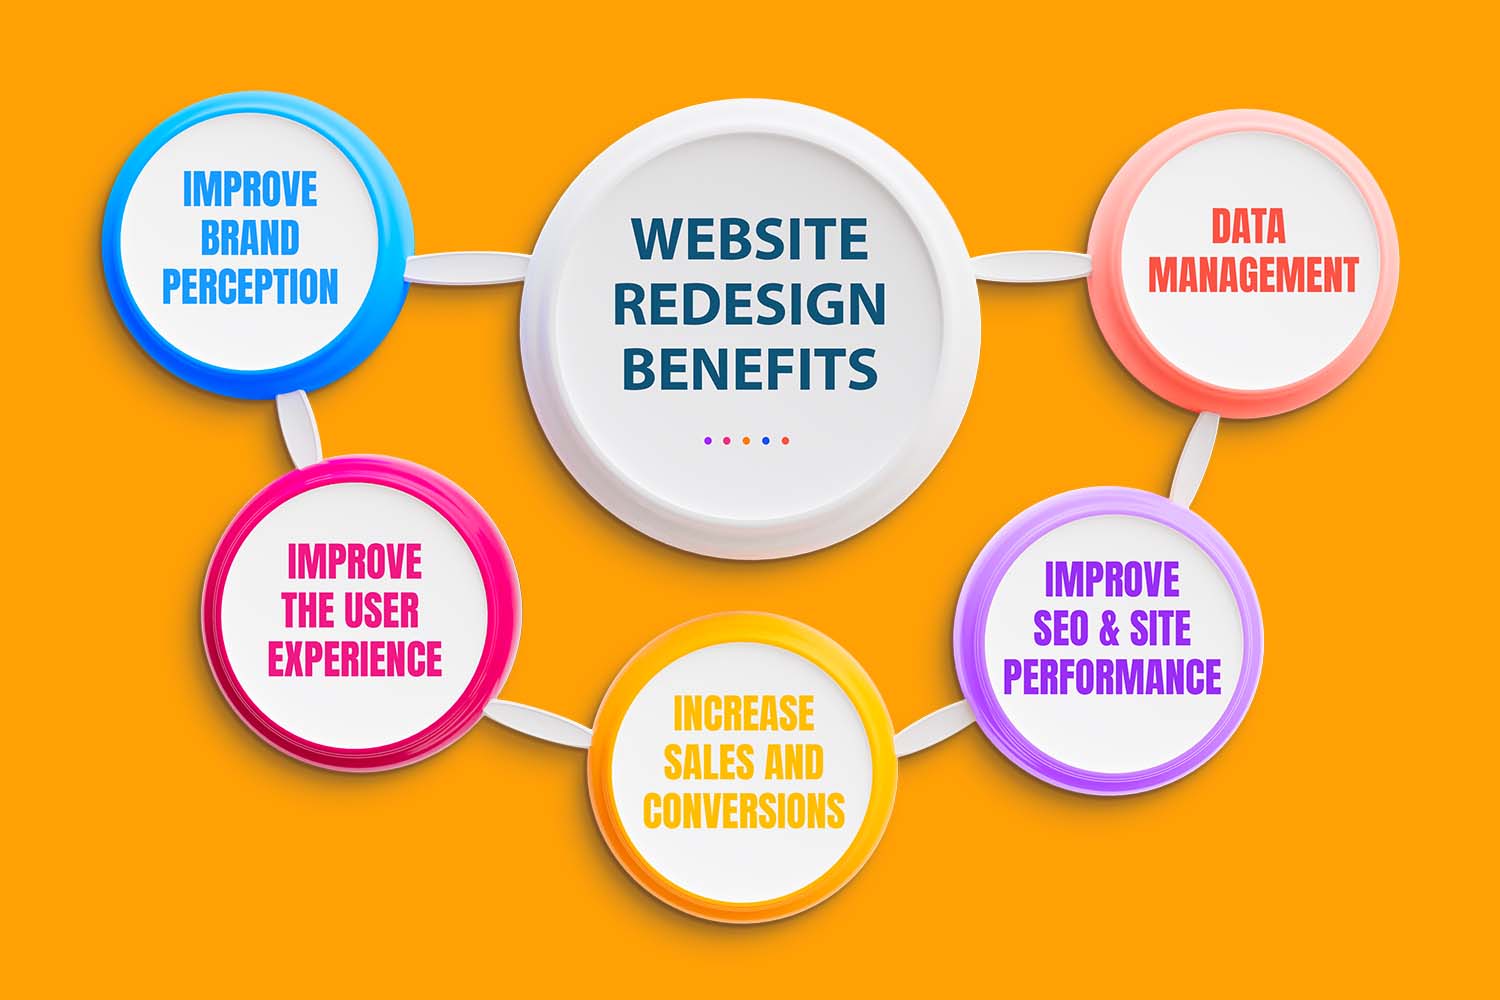 WEBSITE
REDESIGN
BENEFITS
IMPROVE
BRAND
PERCEPTION
IMPROVE
THE USER
EXPERIENCE
INCREASE
SALES AND
CONVERSIONS
IMPROVE
SEO & SITE
PERFORMANCE
DATA
MANAGEMENT